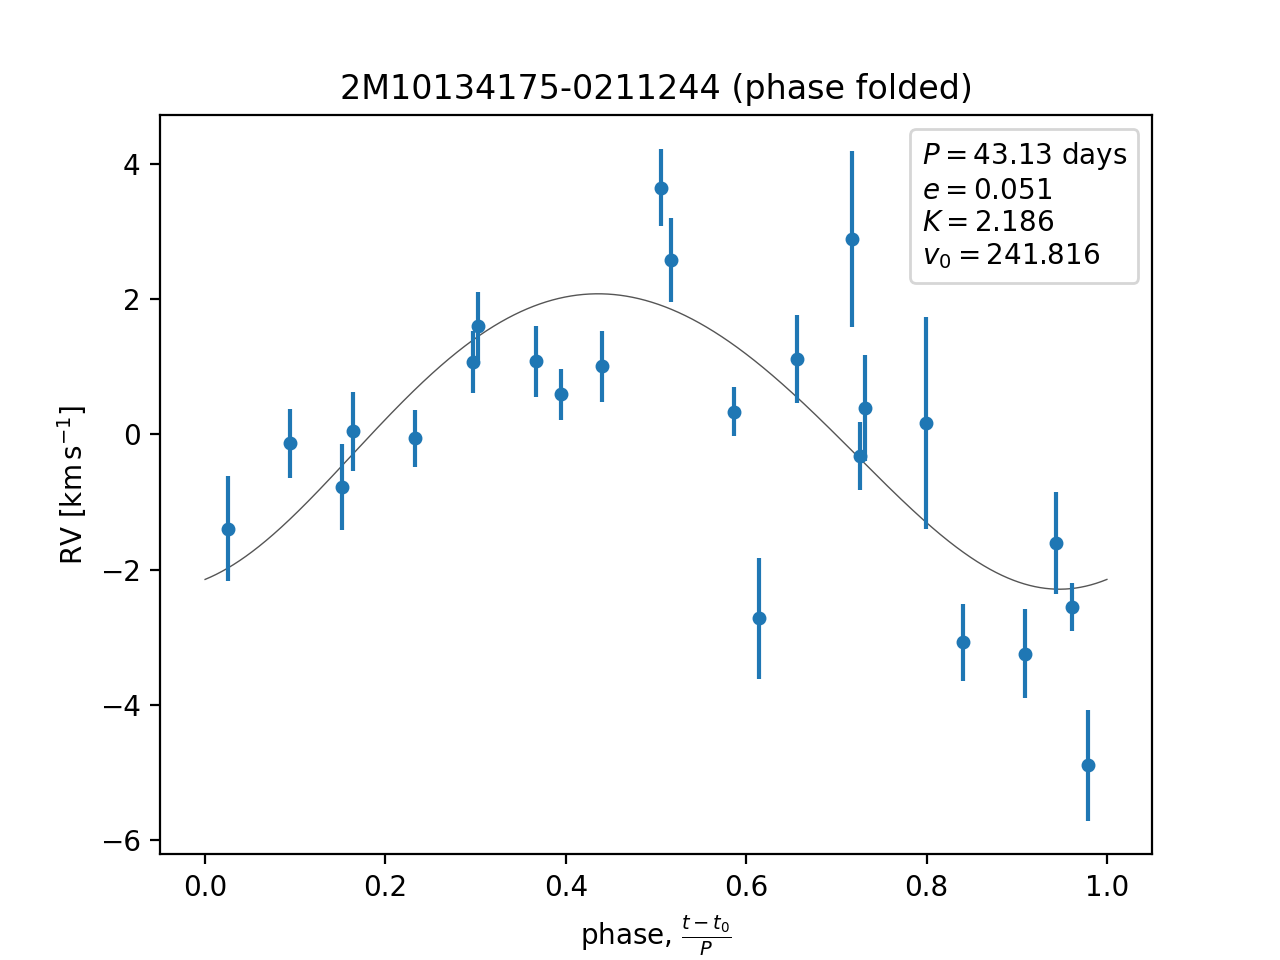 2M10134175-0211244 (phase folded)
P = 43.13 days
e = 0.051
K = 2.186
v₀ = 241.816
RV [km s⁻¹]
4
2
0
−2
−4
−6
0.0 0.2 0.4 0.6 0.8 1.0
phase, (t − t₀)/P